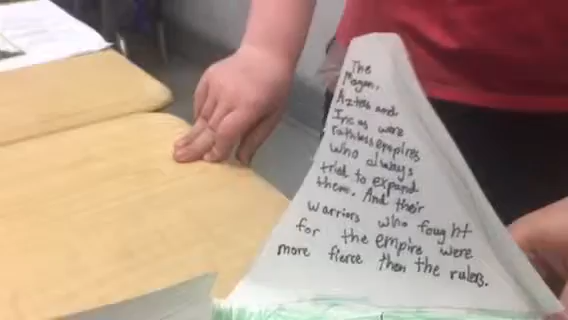 The
Mayan,
Aztec and
Incas were
ruthless empires
who always
tried to expand
them. And their
warriors who fought
for the empire were
more fierce then the rulers.